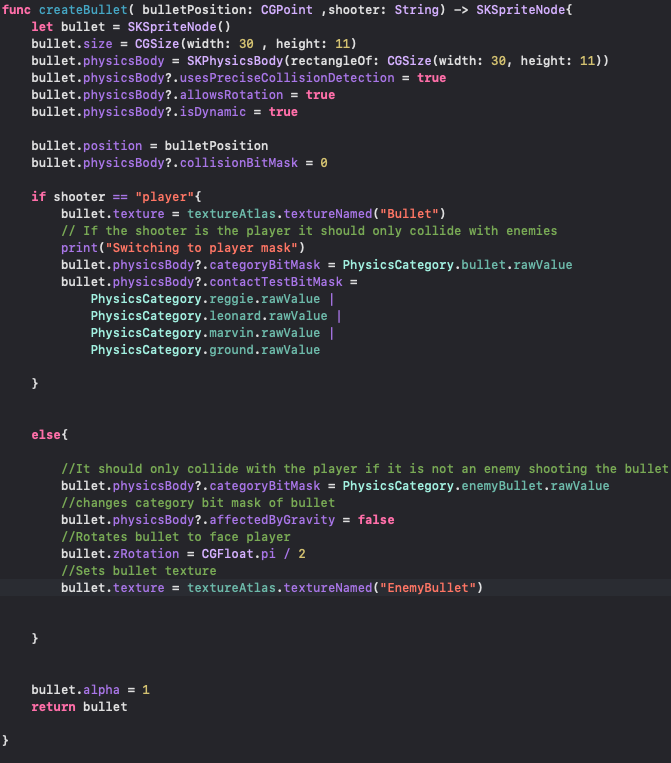 func createBullet( bulletPosition: CGPoint ,shooter: String) -> SKSpriteNode{
let bullet = SKSpriteNode()
bullet.size = CGSize(width: 30 , height: 11)
bullet.physicsBody = SKPhysicsBody(rectangleOf: CGSize(width: 30, height: 11))
bullet.physicsBody?.usesPreciseCollisionDetection = true
bullet.physicsBody?.allowsRotation = true
bullet.physicsBody?.isDynamic = true
bullet.position = bulletPosition
bullet.physicsBody?.collisionBitMask = 0
if shooter == "player"{
bullet.texture = textureAtlas.textureNamed("Bullet")
// If the shooter is the player it should only collide with enemies
print("Switching to player mask")
bullet.physicsBody?.categoryBitMask = PhysicsCategory.bullet.rawValue
bullet.physicsBody?.contactTestBitMask =
PhysicsCategory.reggie.rawValue |
PhysicsCategory.leonard.rawValue |
PhysicsCategory.marvin.rawValue |
PhysicsCategory.ground.rawValue
}
else{
//It should only collide with the player if it is not an enemy shooting the bullet
bullet.physicsBody?.categoryBitMask = PhysicsCategory.enemyBullet.rawValue
//changes category bit mask of bullet
bullet.physicsBody?.affectedByGravity = false
//Rotates bullet to face player
bullet.zRotation = CGFloat.pi / 2
//Sets bullet texture
bullet.texture = textureAtlas.textureNamed("EnemyBullet")
}
bullet.alpha = 1
return bullet
}